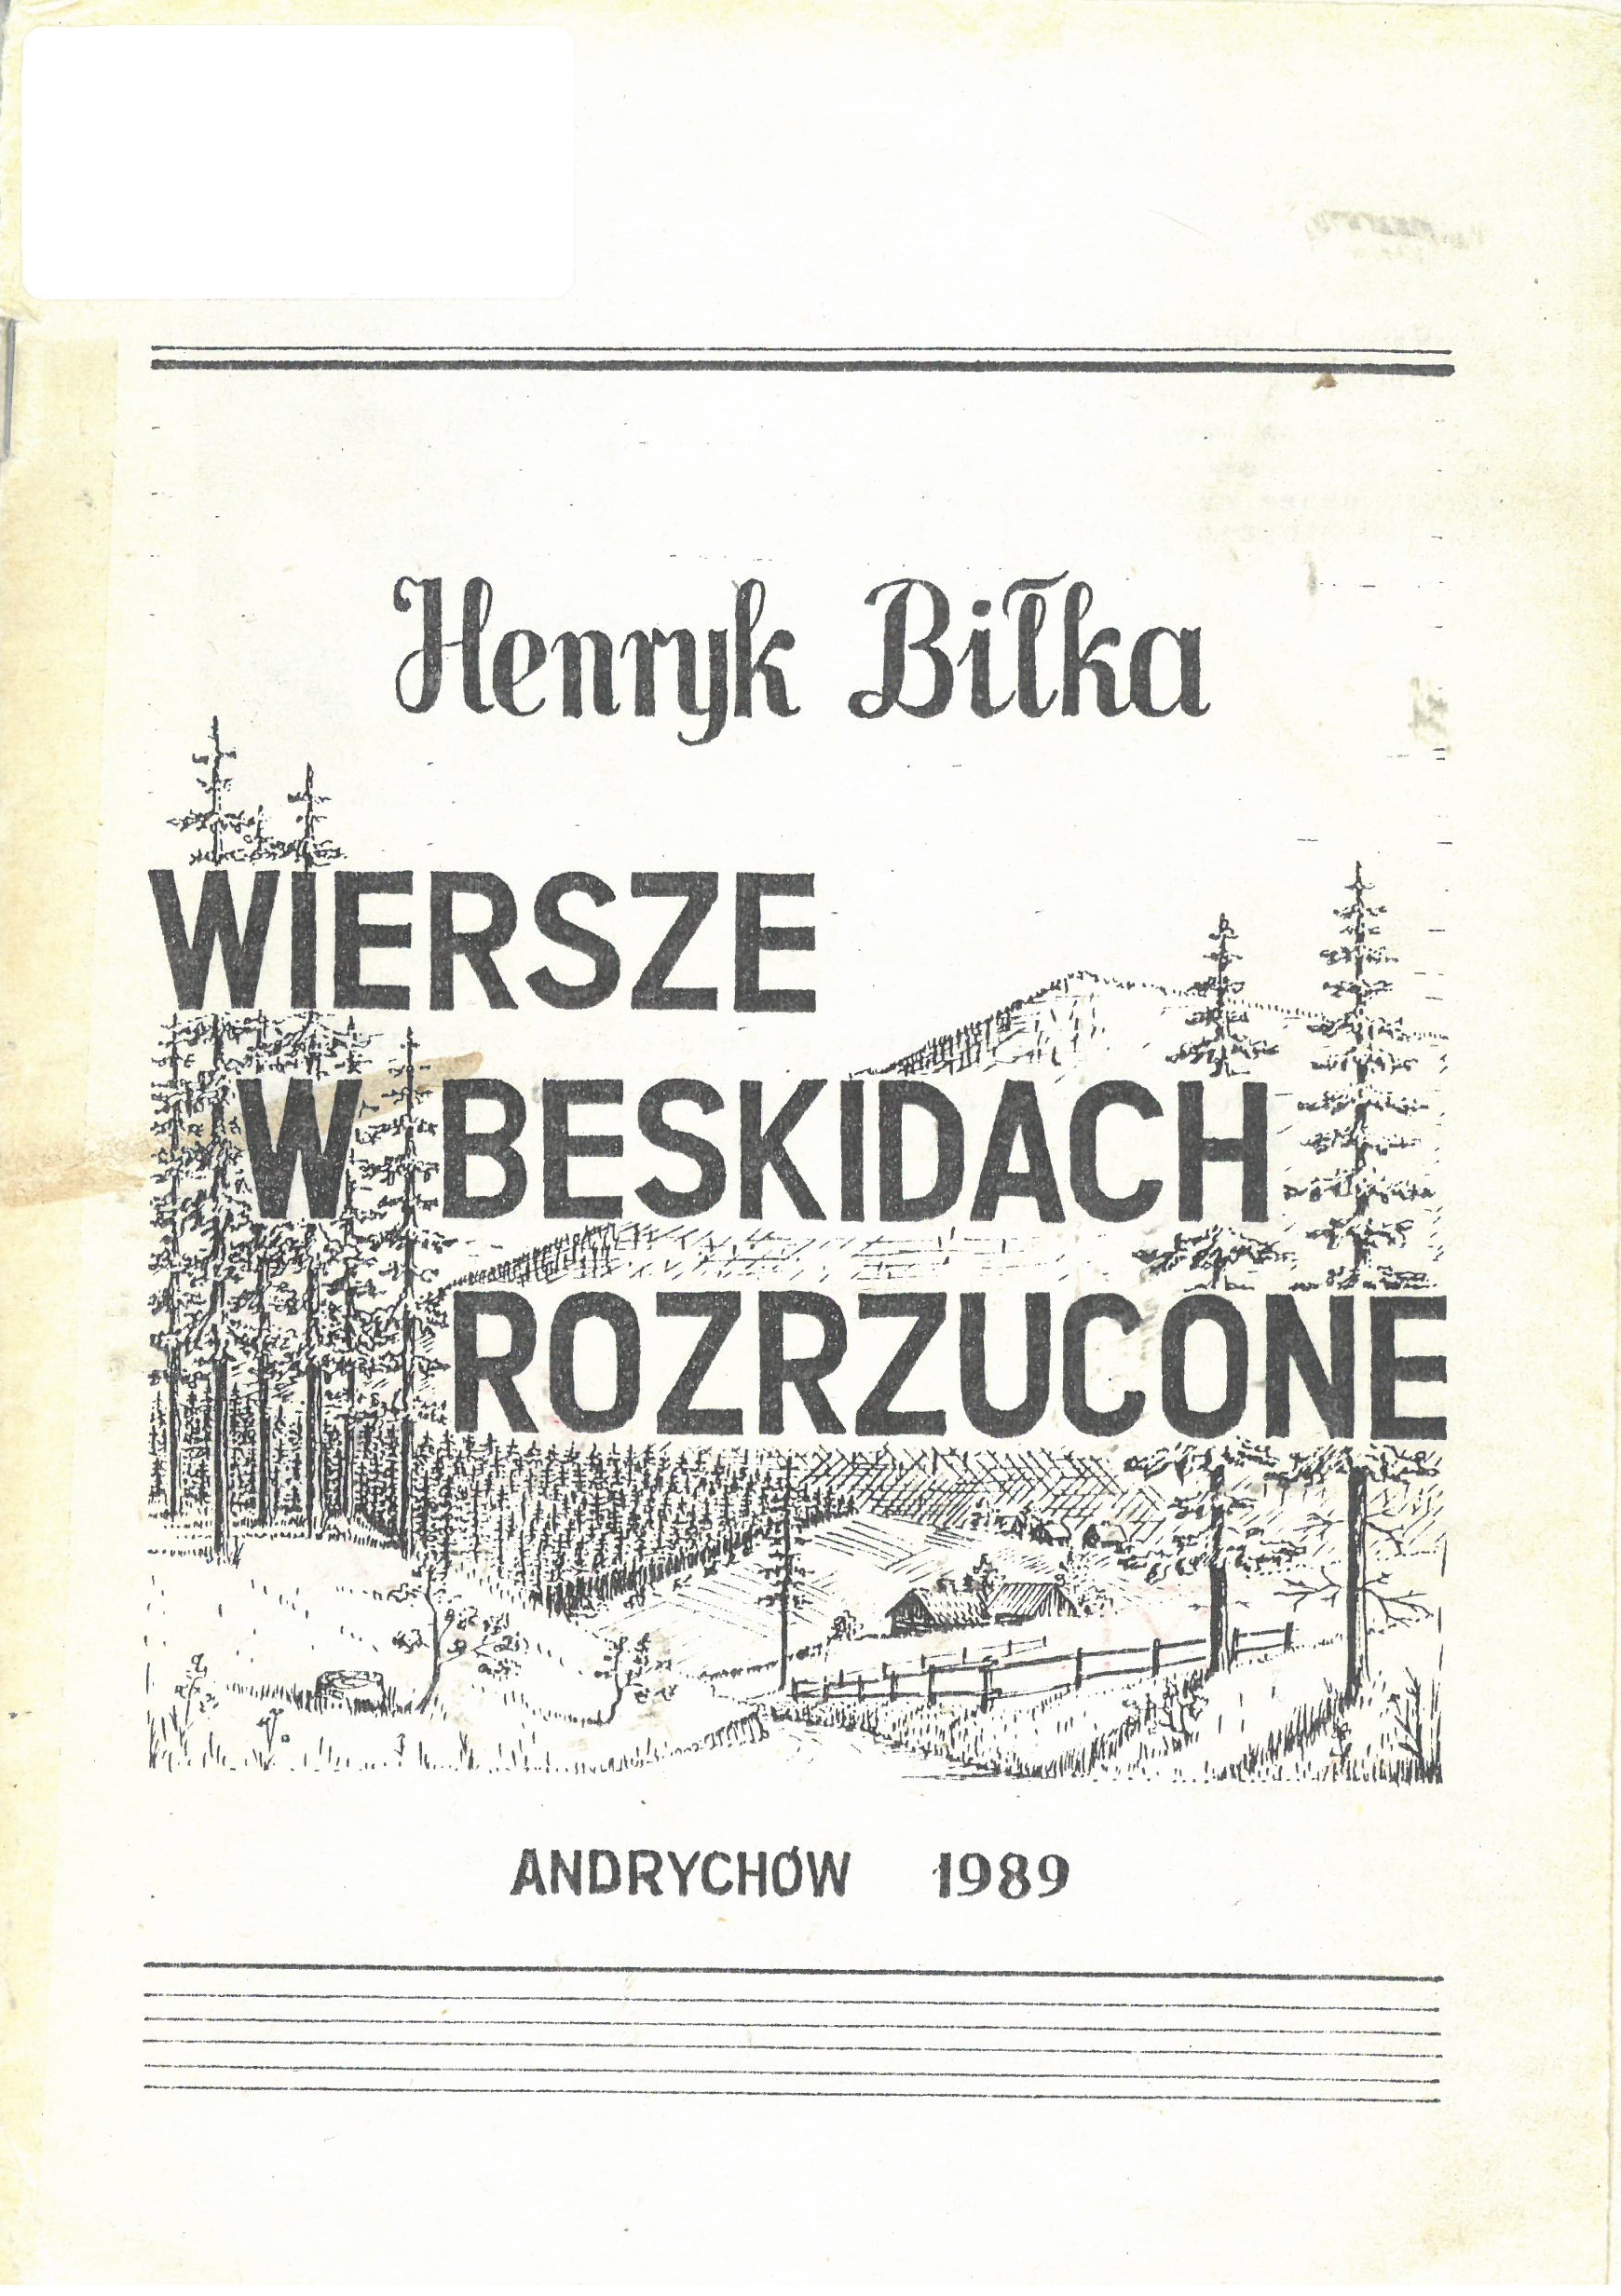 Henryk Biłka
WIERSZE
W BESKIDACH
ROZRZUCONE
ANDRYCHÓW 1989